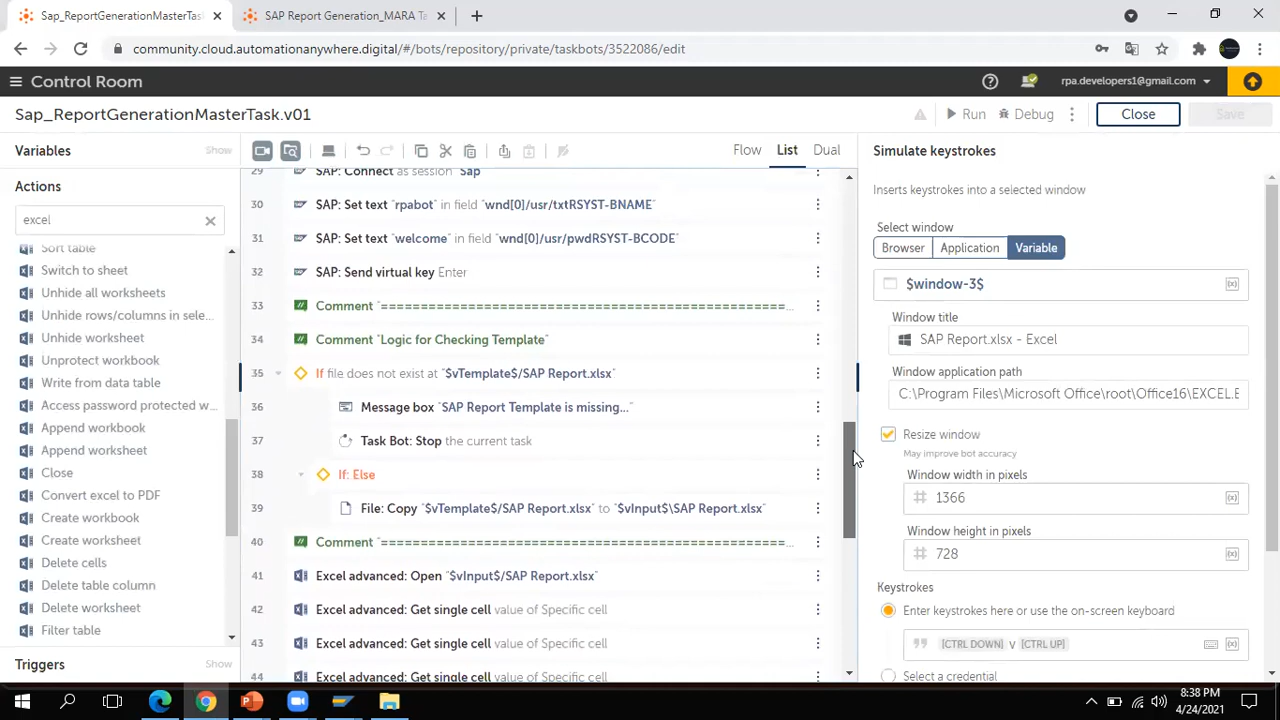 Sap_ReportGenerationMasterTas
SAP Report Generation_MARA Ta
community.cloud.automationanywhere.digital/#/bots/repository/private/taskbots/3522086/edit
Control Room
rpa.developers1@gmail.com
Sap_ReportGenerationMasterTask.v01
Run
Debug
Close
Save
Variables
Show
Flow
List
Dual
Simulate keystrokes
Actions
excel
Sort table
Switch to sheet
Unhide all worksheets
Unhide rows/columns in sele...
Unhide worksheet
Unprotect workbook
Write from data table
Access password protected w...
Append workbook
Append worksheet
Close
Convert excel to PDF
Create workbook
Create worksheet
Delete cells
Delete table column
Delete worksheet
Filter table
Triggers
Show
29 SAP: Connect as session "Sap"
30 SAP: Set text "rpabot" in field "wnd[0]/usr/txtRSYST-BNAME"
31 SAP: Set text "welcome" in field "wnd[0]/usr/pwdRSYST-BCODE"
32 SAP: Send virtual key Enter
33 Comment "===================================================...
34 Comment "Logic for Checking Template"
35 If file does not exist at "$vTemplate$/SAP Report.xlsx"
36 Message box "SAP Report Template is missing..."
37 Task Bot: Stop the current task
38 If: Else
39 File: Copy "$vTemplate$/SAP Report.xlsx" to "$vInput$\SAP Report.xlsx"
40 Comment "===================================================...
41 Excel advanced: Open "$vInput$/SAP Report.xlsx"
42 Excel advanced: Get single cell value of Specific cell
43 Excel advanced: Get single cell value of Specific cell
44 Excel advanced: Get single cell value of Specific cell
Inserts keystrokes into a selected window
Select window
Browser
Application
Variable
$window-3$
(x)
Window title
SAP Report.xlsx - Excel
Window application path
C:\Program Files\Microsoft Office\root\Office16\EXCEL.E
Resize window
May improve bot accuracy
Window width in pixels
# 1366
(x)
Window height in pixels
# 728
(x)
Keystrokes
Enter keystrokes here or use the on-screen keyboard
[CTRL DOWN] v [CTRL UP]
(x)
Select a credential
8:38 PM
4/24/2021